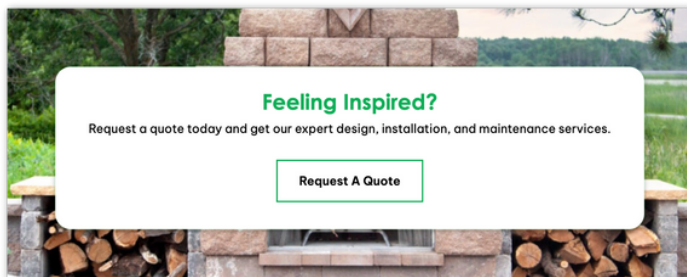 Feeling Inspired?
Request a quote today and get our expert design, installation, and maintenance services.
Request A Quote